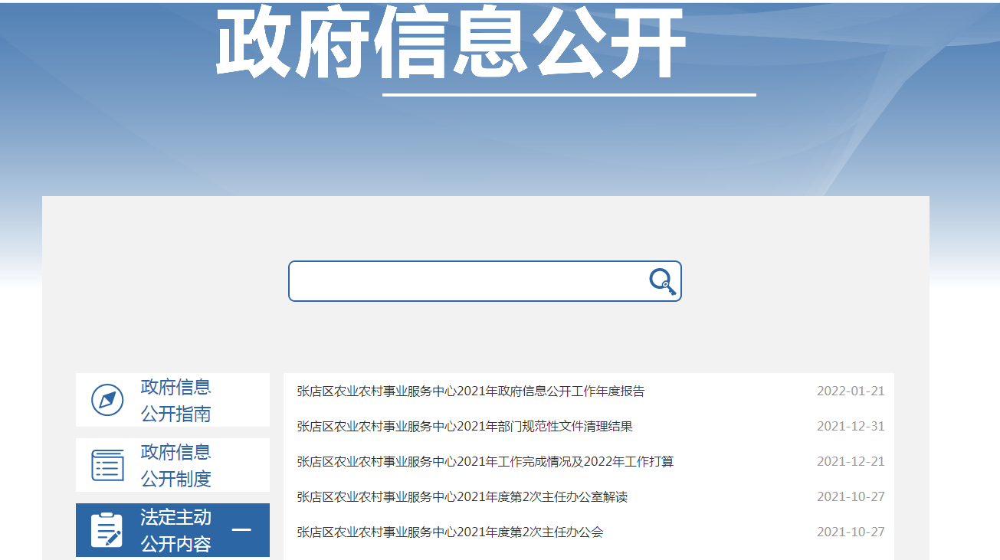 政府信息公开
政府信息
公开指南
政府信息
公开制度
法定主动
公开内容
张店区农业农村事业服务中心2021年政府信息公开工作年度报告 2022-01-21
张店区农业农村事业服务中心2021年部门规范性文件清理结果 2021-12-31
张店区农业农村事业服务中心2021年工作完成情况及2022年工作打算 2021-12-21
张店区农业农村事业服务中心2021年度第2次主任办公室解读 2021-10-27
张店区农业农村事业服务中心2021年度第2次主任办公会 2021-10-27